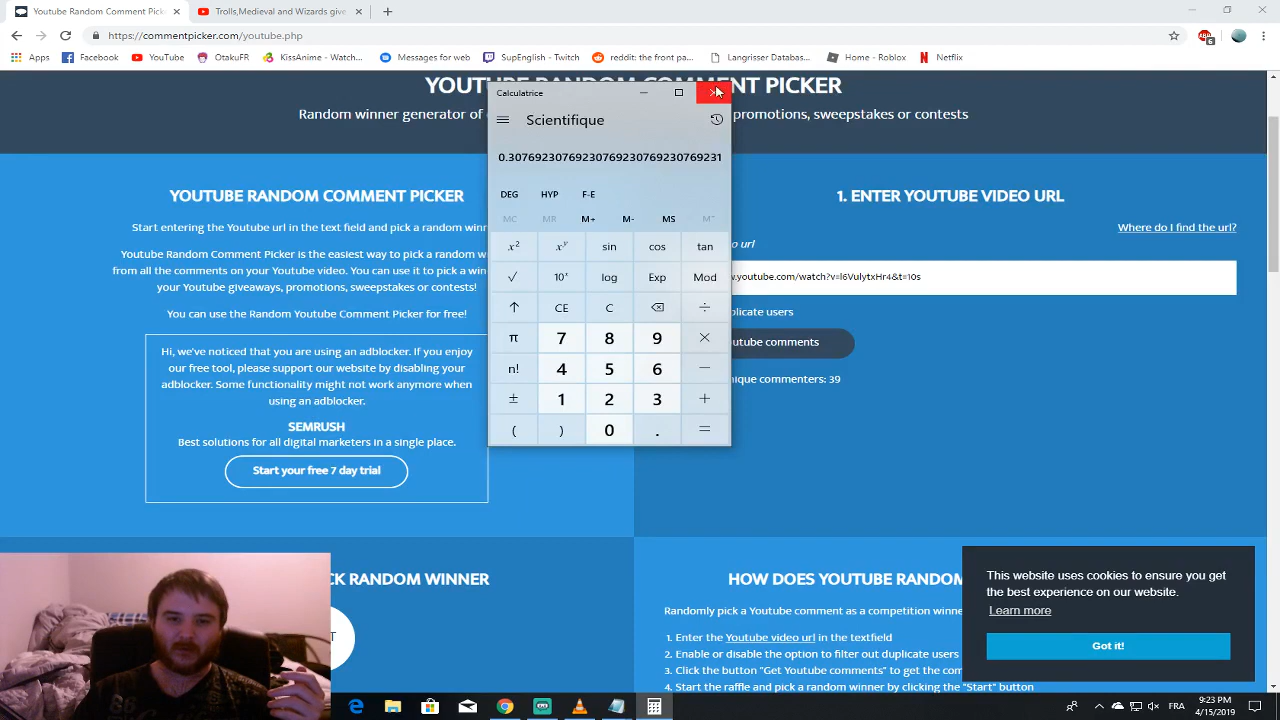 Youtube Random Comment Picker
Trolls,Medieval and Wizards give
https://commentpicker.com/youtube.php
6
Apps
Facebook
YouTube
OtakuFR
KissAnime - Watch...
Messages for web
SupEnglish - Twitch
reddit: the front pa...
Langrisser Databas...
Home - Roblox
Netflix
YOUTUBE RANDOM COMMENT PICKER
Random winner generator of promotions, sweepstakes or contests
Calculatrice
Scientifique
0.30769230769230769230769230769231
DEG HYP F-E
MC MR M+ M- MS M˅
x² xʸ sin cos tan
√ 10ˣ log Exp Mod
↑ CE C ÷
π 7 8 9 ×
n! 4 5 6 −
± 1 2 3 +
( ) 0 . =
YOUTUBE RANDOM COMMENT PICKER
Start entering the Youtube url in the text field and pick a random winn
Youtube Random Comment Picker is the easiest way to pick a random w
from all the comments on your Youtube video. You can use it to pick a win
your Youtube giveaways, promotions, sweepstakes or contests!
You can use the Random Youtube Comment Picker for free!
Hi, we've noticed that you are using an adblocker. If you enjoy
our free tool, please support our website by disabling your
adblocker. Some functionality might not work anymore when
using an adblocker.
SEMRUSH
Best solutions for all digital marketers in a single place.
Start your free 7 day trial
1. ENTER YOUTUBE VIDEO URL
Where do I find the url?
o url
w.youtube.com/watch?v=l6VulytxHr4&t=10s
plicate users
utube comments
nique commenters: 39
CK RANDOM WINNER
T
HOW DOES YOUTUBE RANDOM
Randomly pick a Youtube comment as a competition winne
1. Enter the Youtube video url in the textfield
2. Enable or disable the option to filter out duplicate users
3. Click the button "Get Youtube comments" to get the com
4. Start the raffle and pick a random winner by clicking the "Start" button
This website uses cookies to ensure you get
the best experience on our website.
Learn more
Got it!
86
FRA
9:23 PM
4/15/2019